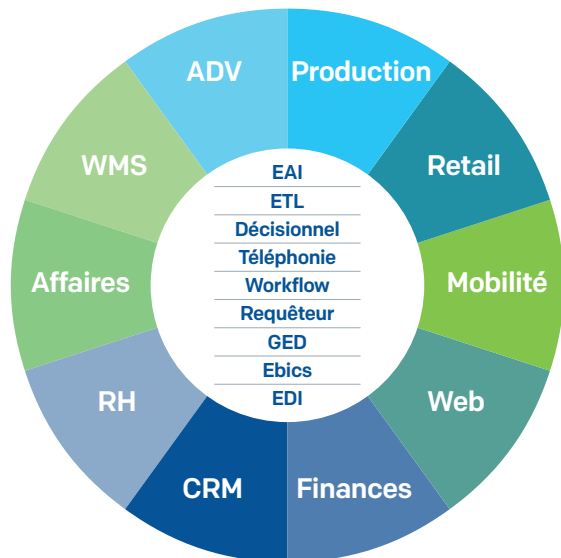 ADV
Production
Retail
Mobilité
Web
Finances
CRM
RH
Affaires
WMS
EAI
ETL
Décisionnel
Téléphonie
Workflow
Requêteur
GED
Ebics
EDI